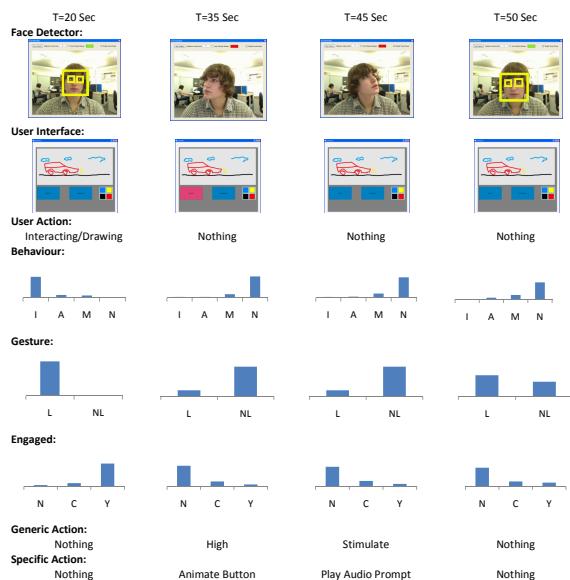 T=20 Sec T=35 Sec T=45 Sec T=50 Sec
Face Detector:
User Interface:
User Action:
Interacting/Drawing Nothing Nothing Nothing
Behaviour:
I A M N I A M N I A M N I A M N
Gesture:
L NL L NL L NL L NL
Engaged:
N C Y N C Y N C Y N C Y
Generic Action:
Nothing High Stimulate Nothing
Specific Action:
Nothing Animate Button Play Audio Prompt Nothing